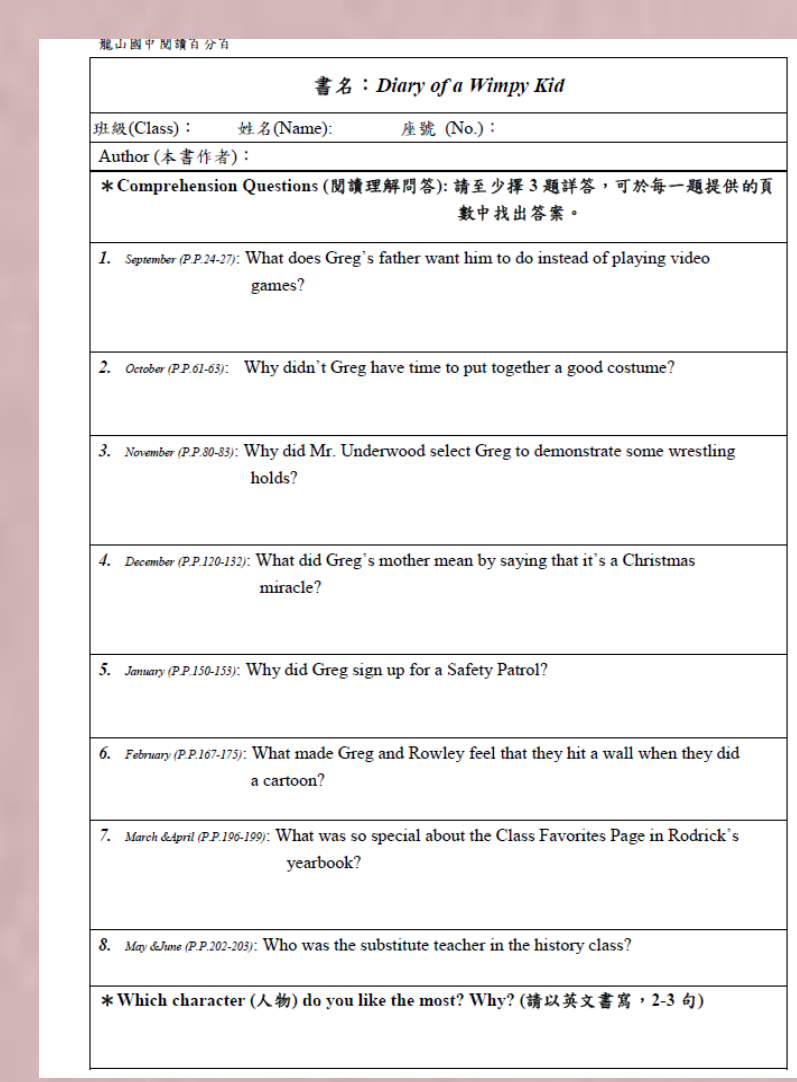 龍山國中閱讀百分百
書名：Diary of a Wimpy Kid
班級(Class)： 姓名(Name): 座號 (No.)：
Author (本書作者)：
＊Comprehension Questions (閱讀理解問答): 請至少擇 3 題詳答，可於每一題提供的頁
數中找出答案。
1. September (P.P.24-27): What does Greg's father want him to do instead of playing video
games?
2. October (P.P.61-63): Why didn't Greg have time to put together a good costume?
3. November (P.P.80-83): Why did Mr. Underwood select Greg to demonstrate some wrestling
holds?
4. December (P.P.120-132): What did Greg's mother mean by saying that it's a Christmas
miracle?
5. January (P.P.150-153): Why did Greg sign up for a Safety Patrol?
6. February (P.P.167-175): What made Greg and Rowley feel that they hit a wall when they did
a cartoon?
7. March &April (P.P.196-199): What was so special about the Class Favorites Page in Rodrick's
yearbook?
8. May &June (P.P.202-203): Who was the substitute teacher in the history class?
＊Which character (人物) do you like the most? Why? (請以英文書寫，2-3 句)